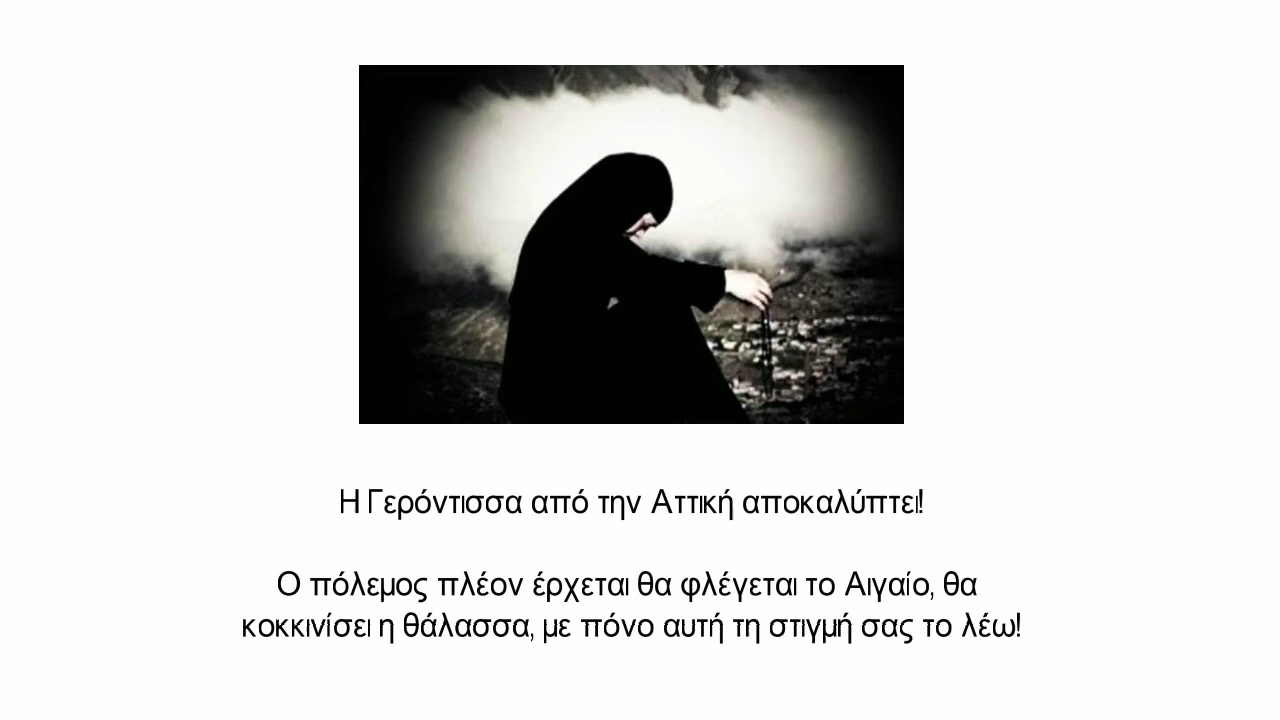 Η Γερόντισσα από την Αττική αποκαλύπτει!
Ο πόλεμος πλέον έρχεται θα φλέγεται το Αιγαίο, θα
κοκκινίσει η θάλασσα, με πόνο αυτή τη στιγμή σας το λέω!